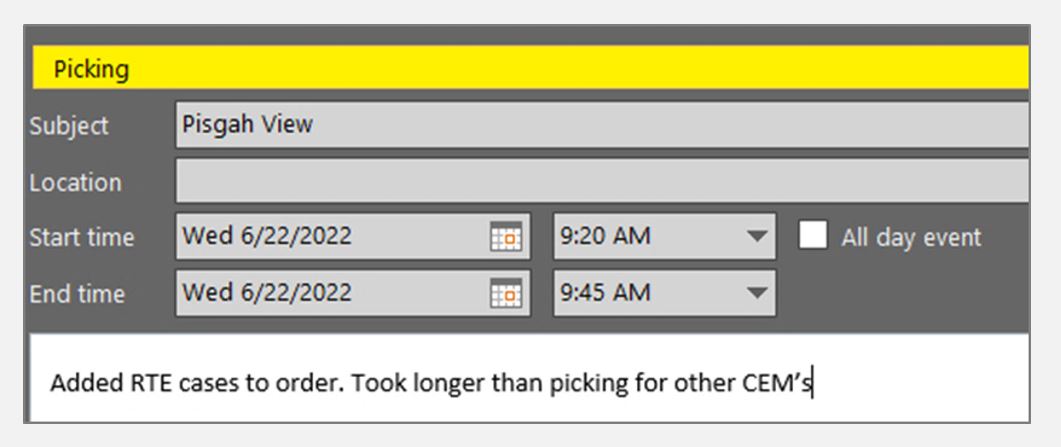 Picking
Subject Pisgah View
Location
Start time Wed 6/22/2022 9:20 AM All day event
End time Wed 6/22/2022 9:45 AM
Added RTE cases to order. Took longer than picking for other CEM’s